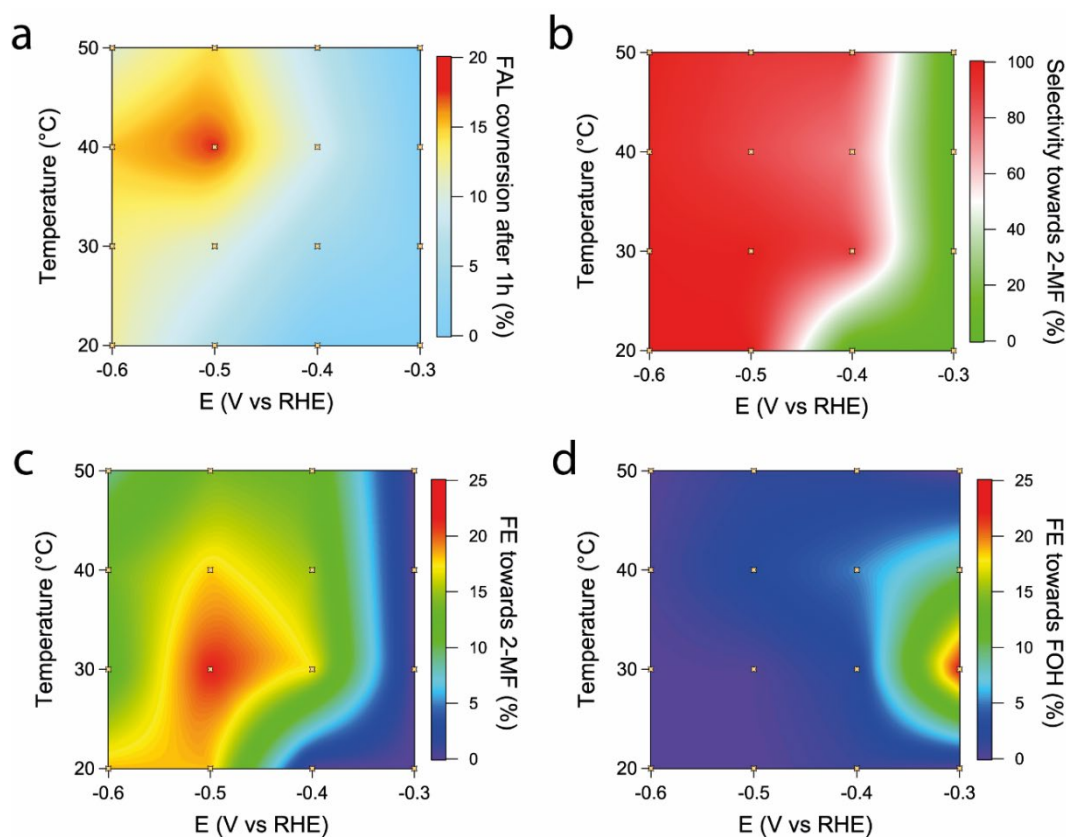 a
50
40
30
20
Temperature (°C)
-0.6 -0.5 -0.4 -0.3
E (V vs RHE)
20
15
10
5
0
FAL covnersion after 1h (%)
b
50
40
30
20
Temperature (°C)
-0.6 -0.5 -0.4 -0.3
E (V vs RHE)
100
80
60
40
20
0
Selectivity towards 2-MF (%)
c
50
40
30
20
Temperature (°C)
-0.6 -0.5 -0.4 -0.3
E (V vs RHE)
25
20
15
10
5
0
FE towards 2-MF (%)
d
50
40
30
20
Temperature (°C)
-0.6 -0.5 -0.4 -0.3
E (V vs RHE)
25
20
15
10
5
0
FE towards FOH (%)